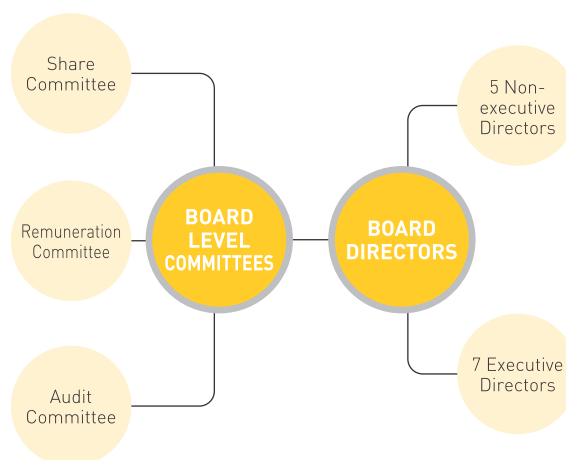 Share
Committee
5 Non-
executive
Directors
Remuneration
Committee
BOARD
LEVEL
COMMITTEES
BOARD
DIRECTORS
Audit
Committee
7 Executive
Directors